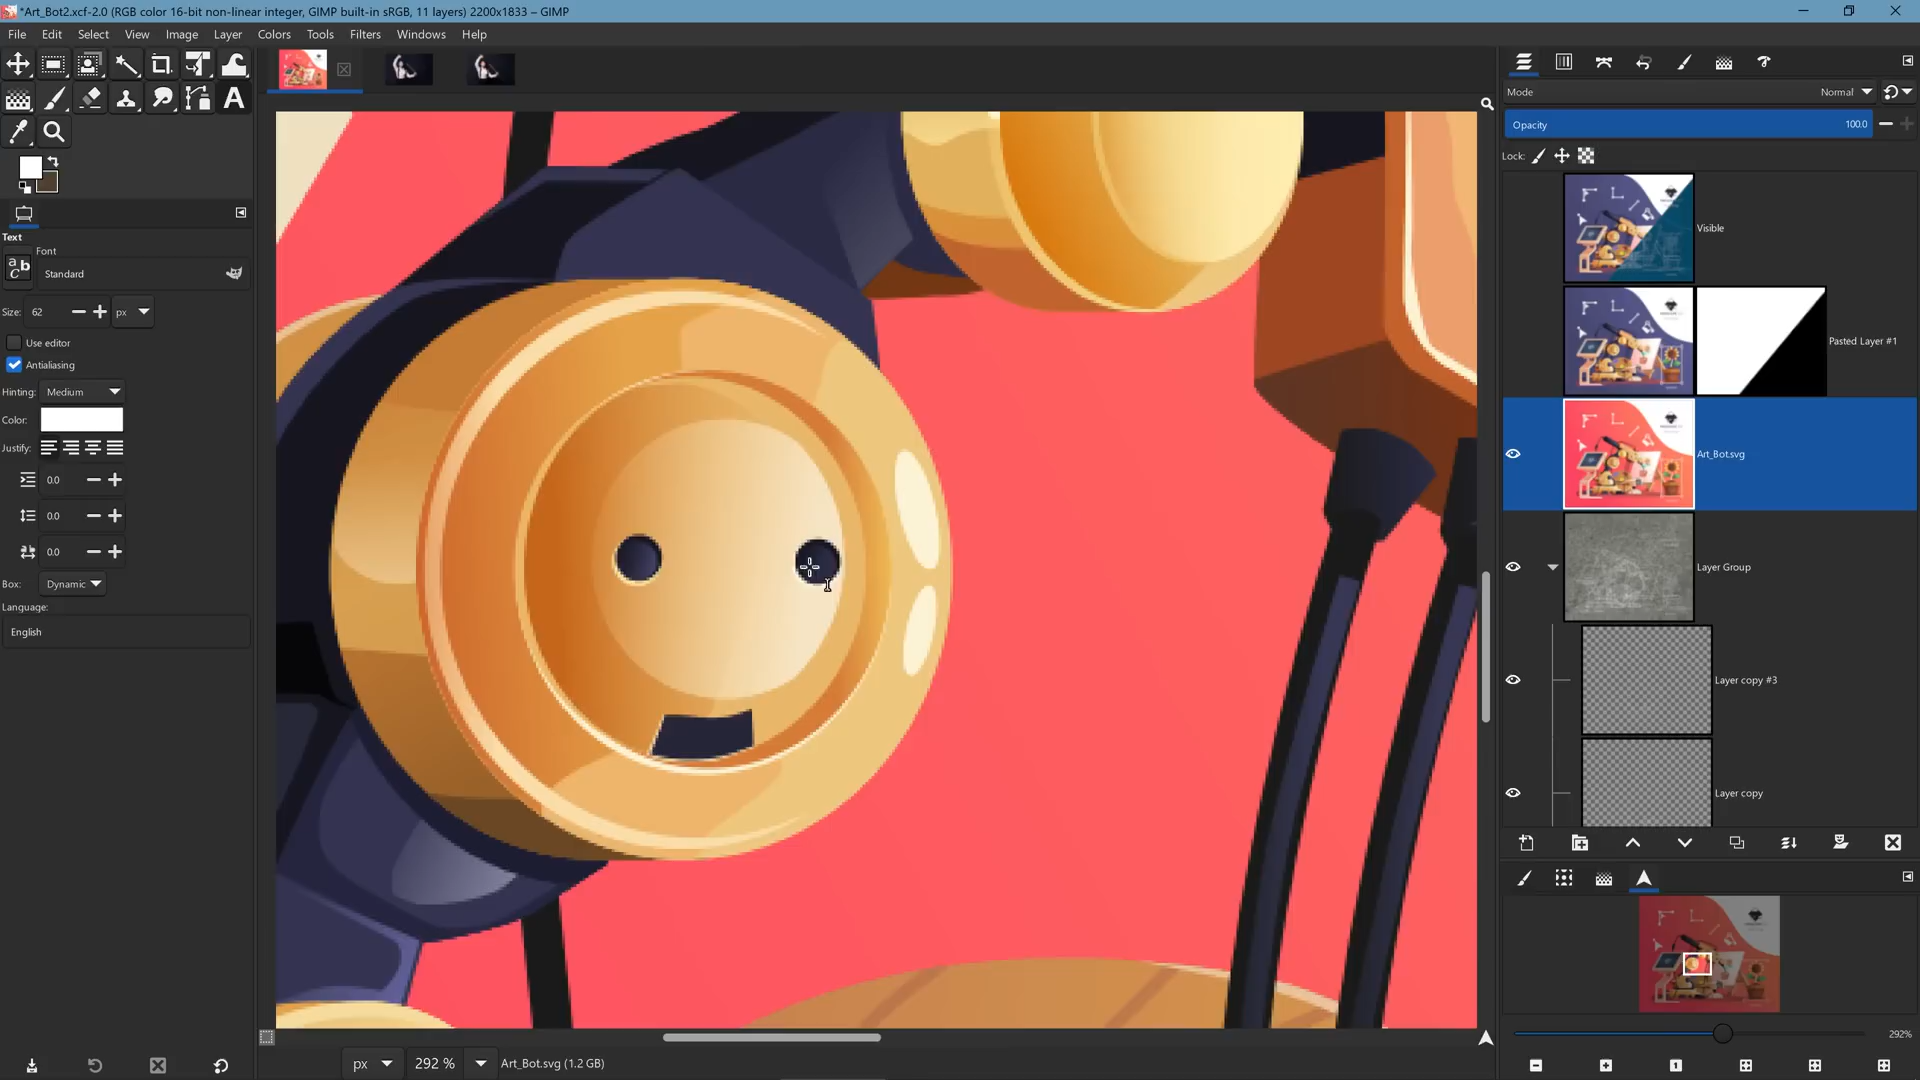 *Art_Bot2.xcf-2.0 (RGB color 16-bit non-linear integer, GIMP built-in sRGB, 11 layers) 2200x1833 – GIMP
File Edit Select View Image Layer Colors Tools Filters Windows Help
A
Text
Font
abc Standard
Size: 62 px
Use editor
Antialiasing
Hinting: Medium
Color:
Justify:
0.0
0.0
0.0
Box: Dynamic
Language:
English
px 292 % Art_Bot.svg (1.2 GB)
Mode Normal
Opacity 100.0
Lock:
Visible
Pasted Layer #1
Art_Bot.svg
Layer Group
Layer copy #3
Layer copy
292%
1